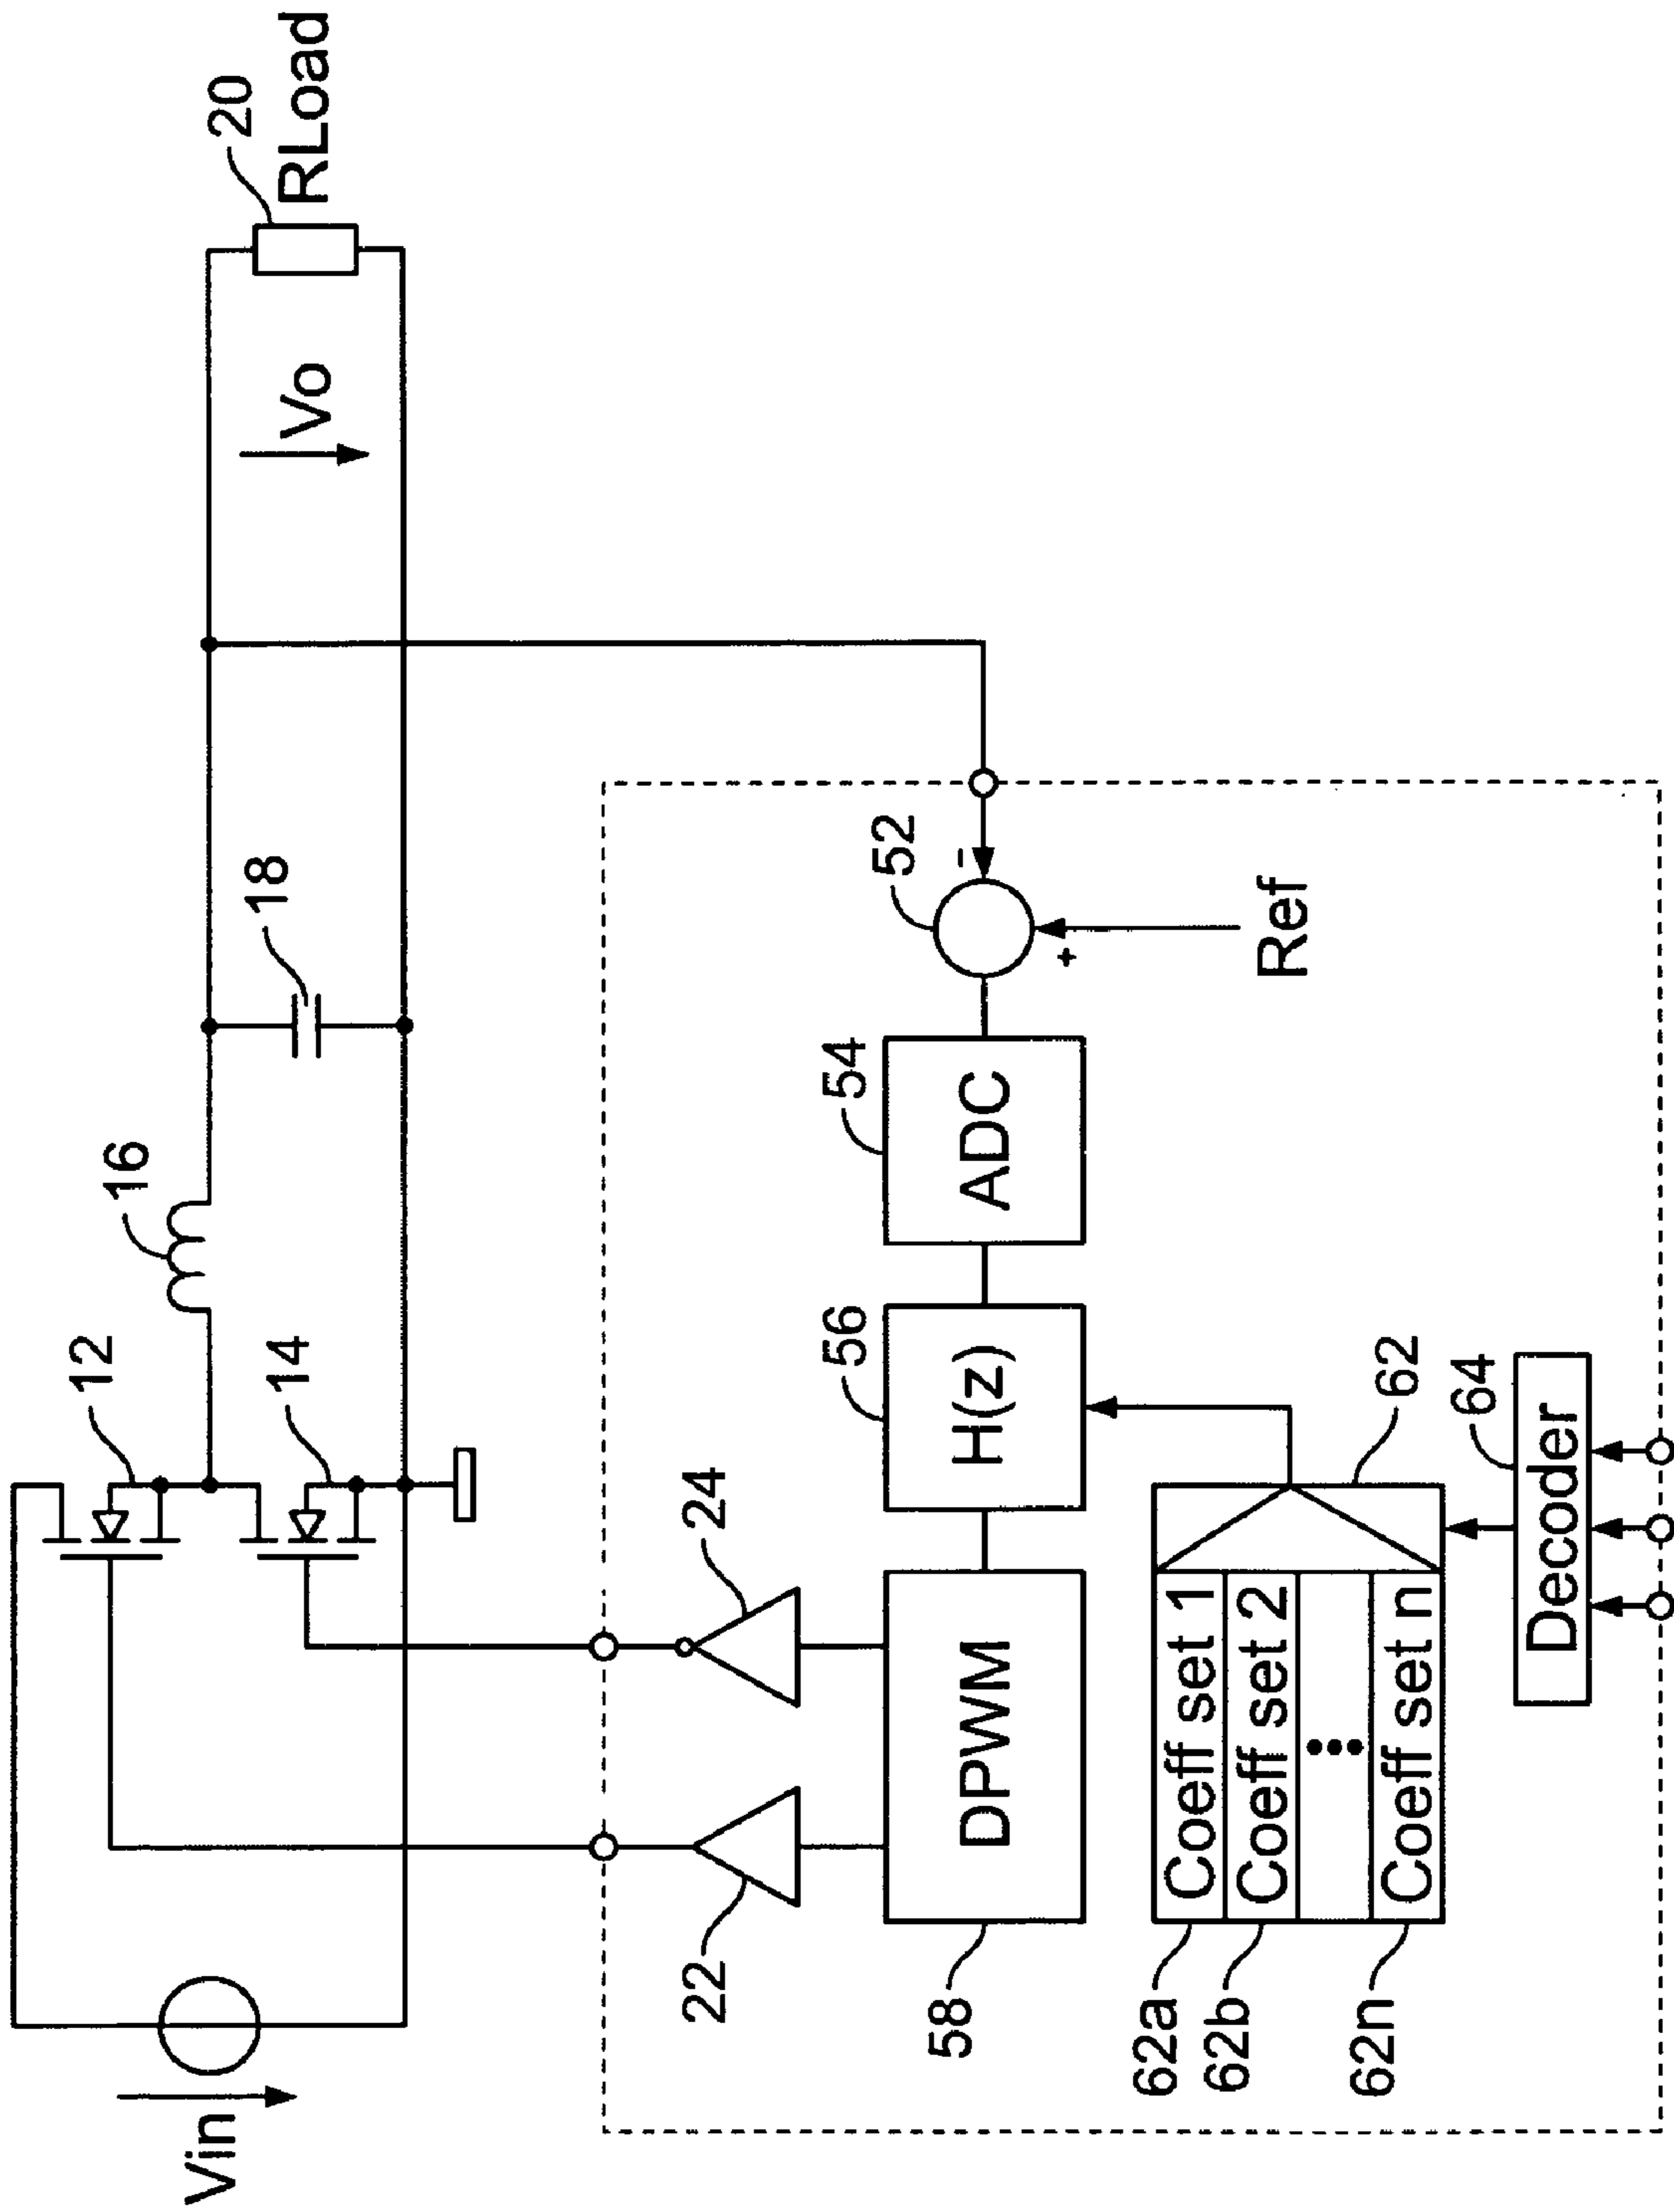 Vin
12
14
16
18
20
RLoad
Vo
22
24
58
DPWM
56
H(z)
54
ADC
52
-
+
Ref
62a
Coeff set 1
62b
Coeff set 2
62n
Coeff set n
62
64
Decoder